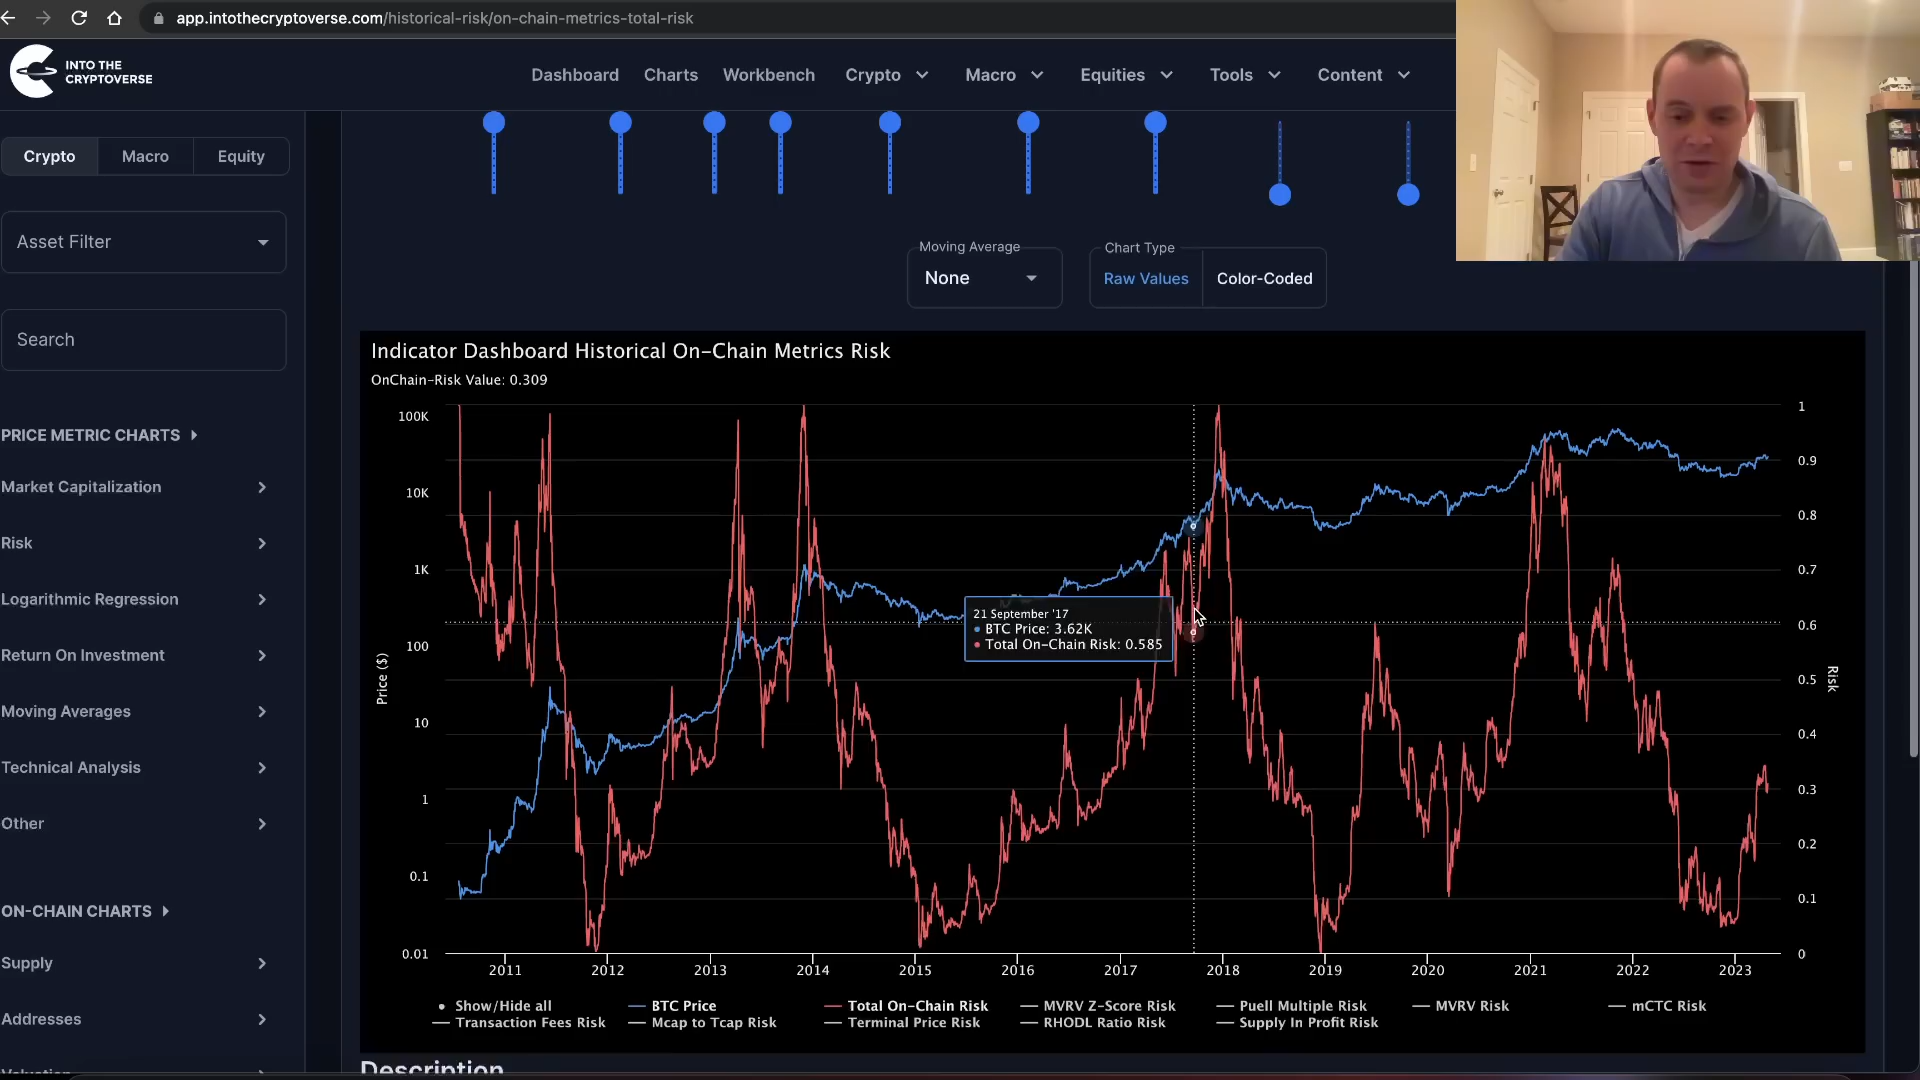 app.intothecryptoverse.com/historical-risk/on-chain-metrics-total-risk
INTO THE
CRYPTOVERSE
Dashboard Charts Workbench Crypto Macro Equities Tools Content
Crypto Macro Equity
Asset Filter
Search
PRICE METRIC CHARTS
Market Capitalization
Risk
Logarithmic Regression
Return On Investment
Moving Averages
Technical Analysis
Other
ON-CHAIN CHARTS
Supply
Addresses
Valuation
Moving Average
None
Chart Type
Raw Values Color-Coded
Indicator Dashboard Historical On-Chain Metrics Risk
OnChain-Risk Value: 0.309
100K
10K
1K
100
10
1
0.1
0.01
Price ($)
1
0.9
0.8
0.7
0.6
0.5
0.4
0.3
0.2
0.1
0
Risk
21 September '17
BTC Price: 3.62K
Total On-Chain Risk: 0.585
2011 2012 2013 2014 2015 2016 2017 2018 2019 2020 2021 2022 2023
Show/Hide all BTC Price Total On-Chain Risk MVRV Z-Score Risk Puell Multiple Risk MVRV Risk mCTC Risk
Transaction Fees Risk Mcap to Tcap Risk Terminal Price Risk RHODL Ratio Risk Supply In Profit Risk
Description